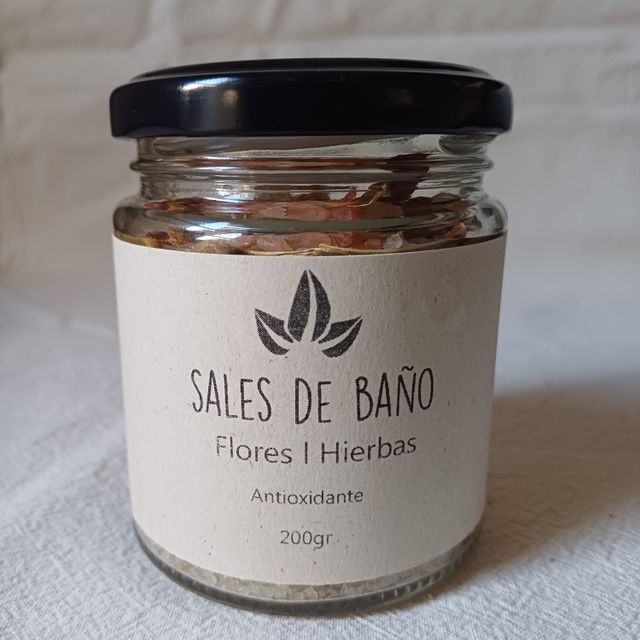 SALES DE BAÑO
Flores | Hierbas
Antioxidante
200gr